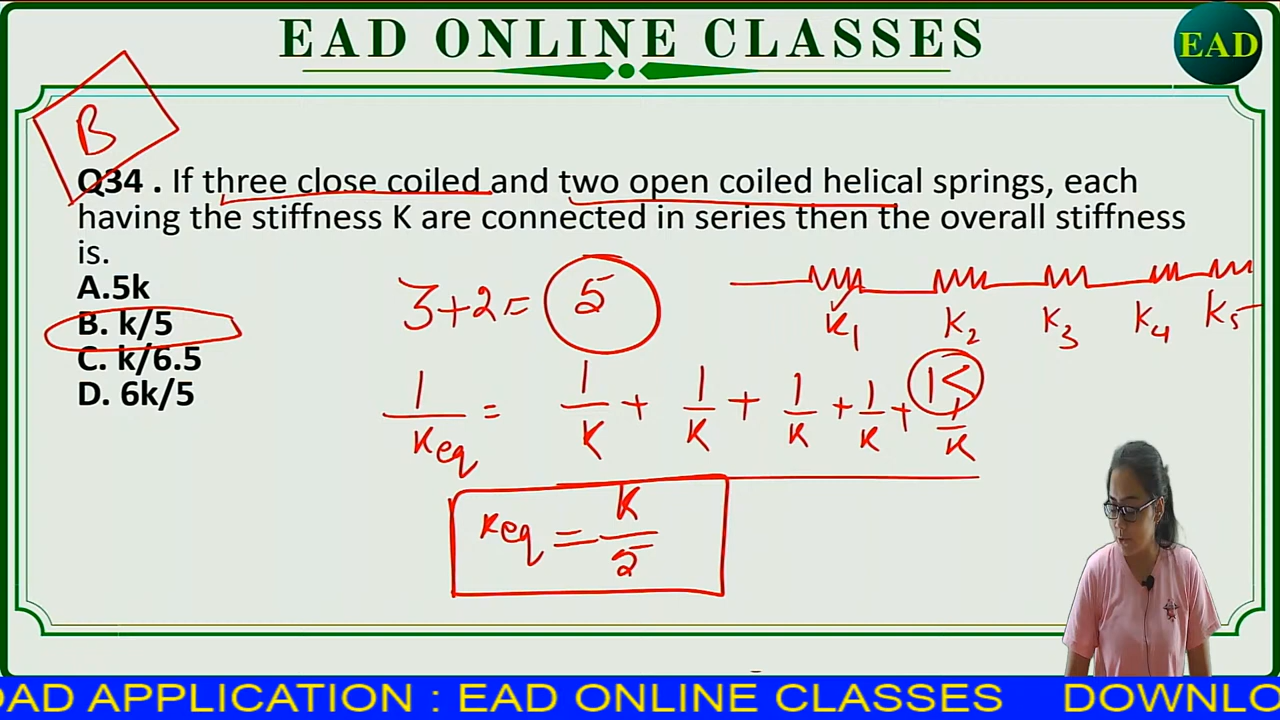 EAD ONLINE CLASSES
EAD
B
Q34 . If three close coiled and two open coiled helical springs, each
having the stiffness K are connected in series then the overall stiffness
is.
A.5k
B. k/5
C. k/6.5
D. 6k/5
3+2= 5
K1 K2 K3 K4 K5
1/Keq = 1/K + 1/K + 1/K + 1/K + 1/K
K
Keq = K/5
OAD APPLICATION : EAD ONLINE CLASSES DOWNLO